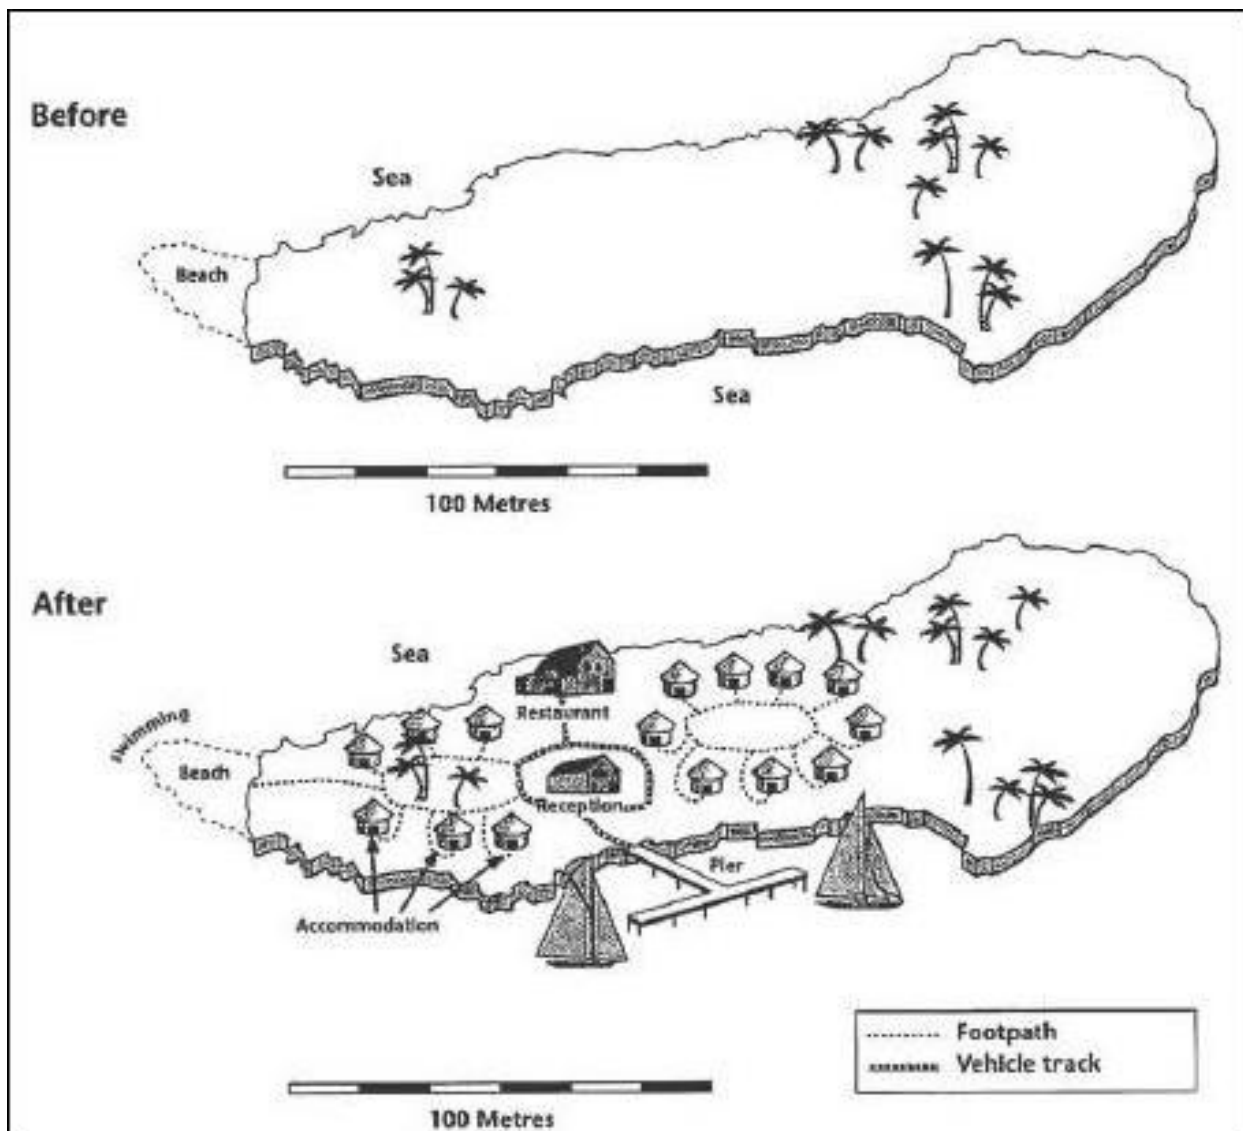 Before
Sea
Beach
Sea
100 Metres
After
Sea
Swimming
Restaurant
Beach
Reception
Pier
Accommodation
Footpath
Vehicle track
100 Metres